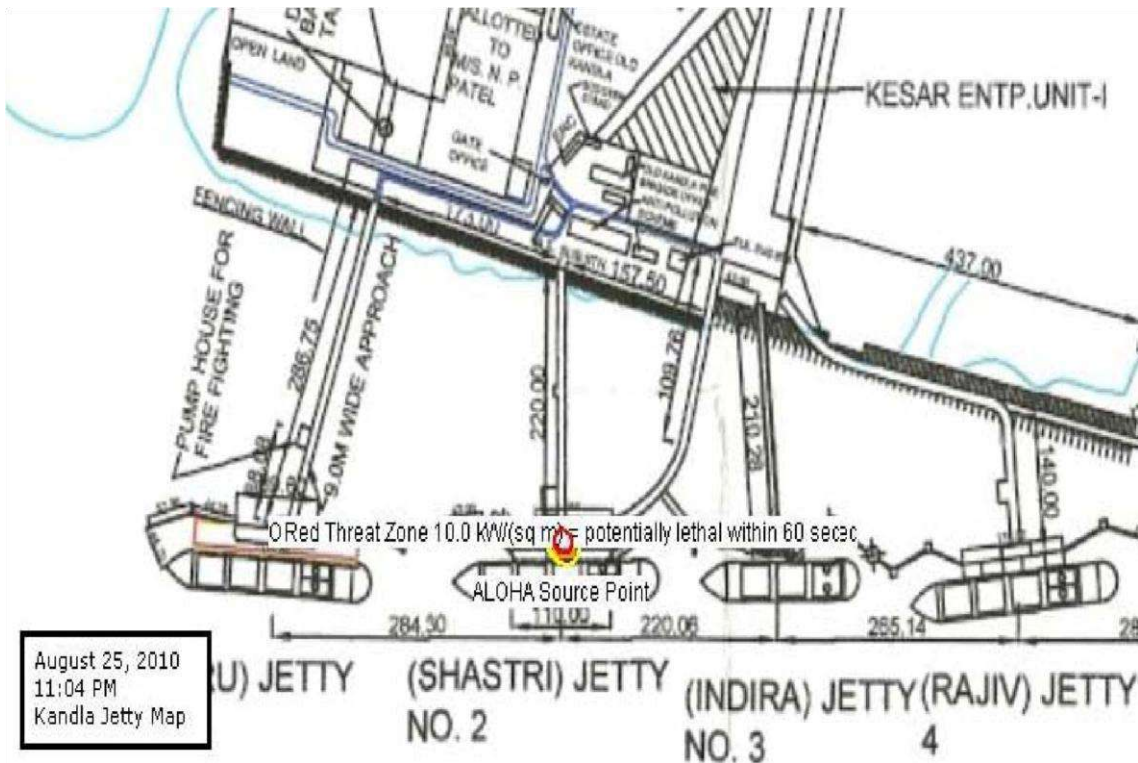 OPEN LAND
ALLOTTED
TO
M/S. N. P.
PATEL
ESTATE
OFFICE OLD
KANDLA
KESAR ENTP.UNIT-I
GATE
OFFICE
FENCING WALL
173.00
157.50
437.00
PUMP HOUSE FOR
FIRE FIGHTING
286.75
9.0M WIDE APPROACH
220.00
109.76
210.28
140.00
ORed Threat Zone 10.0 kW/(sq m) = potentially lethal within 60 secec
ALOHA Source Point
110.00
284.30
220.06
265.14
August 25, 2010
11:04 PM
Kandla Jetty Map
RU) JETTY
(SHASTRI) JETTY
NO. 2
(INDIRA) JETTY
NO. 3
(RAJIV) JETTY
4